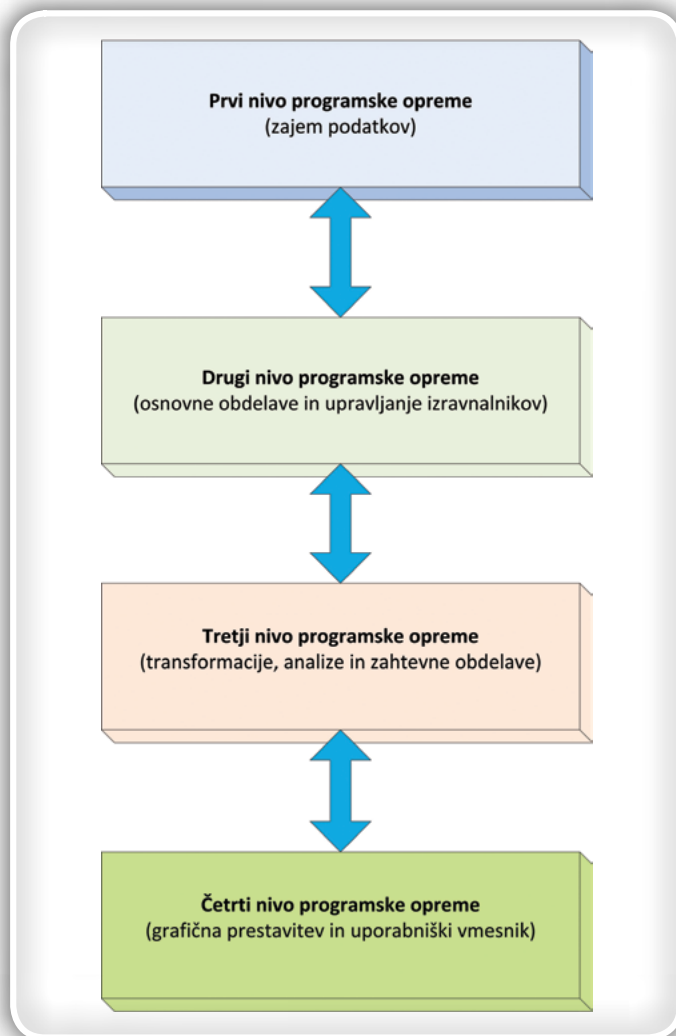 Prvi nivo programske opreme
(zajem podatkov)
Drugi nivo programske opreme
(osnovne obdelave in upravljanje izravnalnikov)
Tretji nivo programske opreme
(transformacije, analize in zahtevne obdelave)
Četrti nivo programske opreme
(grafična prestavitev in uporabniški vmesnik)